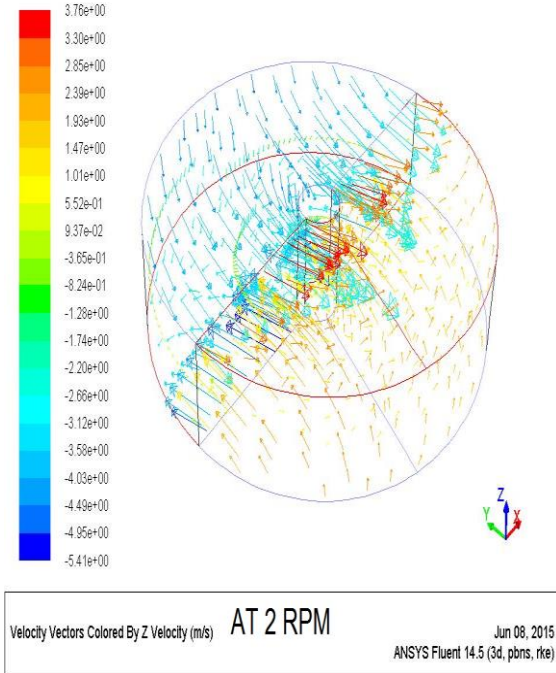 3.76e+00
3.30e+00
2.85e+00
2.39e+00
1.93e+00
1.47e+00
1.01e+00
5.52e-01
9.37e-02
-3.65e-01
-8.24e-01
-1.28e+00
-1.74e+00
-2.20e+00
-2.66e+00
-3.12e+00
-3.58e+00
-4.03e+00
-4.49e+00
-4.95e+00
-5.41e+00
Z
Y X
Velocity Vectors Colored By Z Velocity (m/s) AT 2 RPM Jun 08, 2015
ANSYS Fluent 14.5 (3d, pbns, rke)